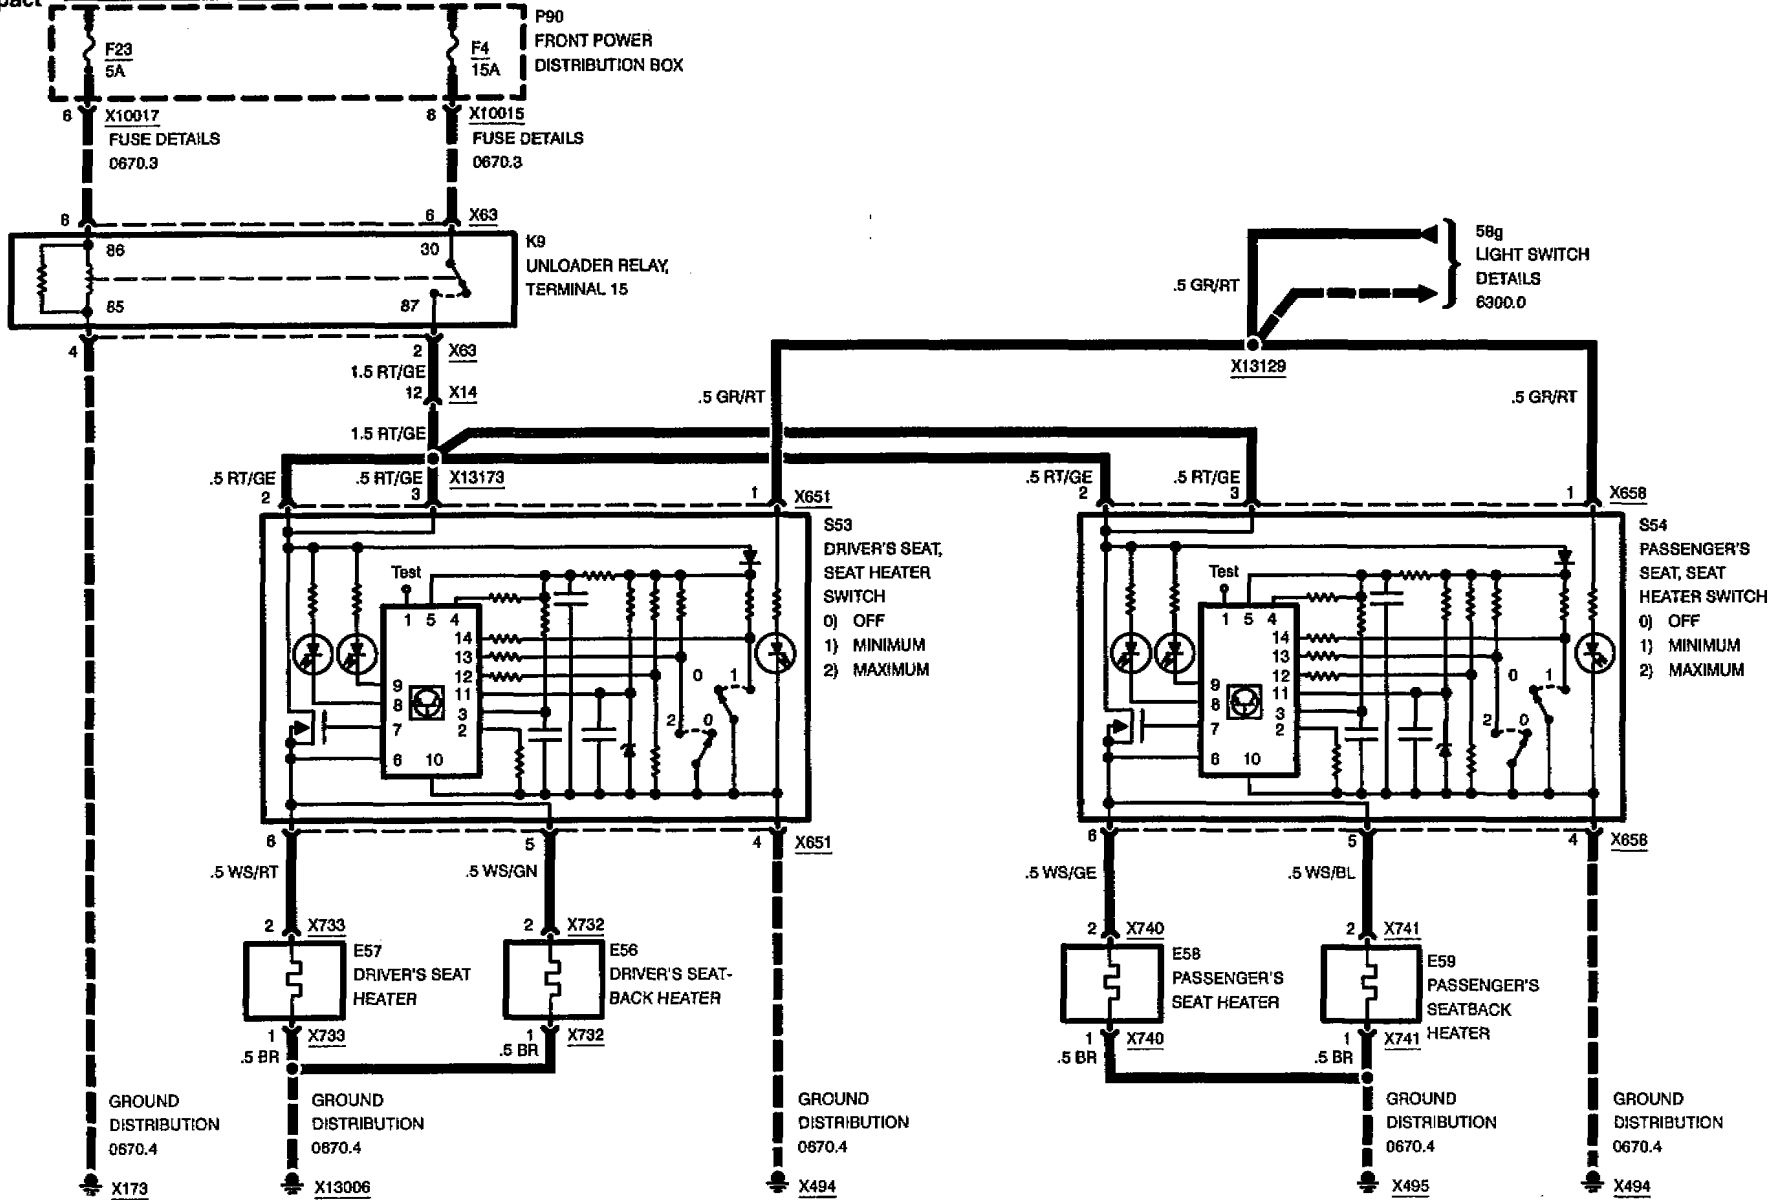 pact
P90
FRONT POWER
DISTRIBUTION BOX
F23
5A
F4
15A
6
X10017
FUSE DETAILS
0670.3
8
X10015
FUSE DETAILS
0670.3
8
6
X63
86
30
85
87
K9
UNLOADER RELAY,
TERMINAL 15
4
2
X63
1.5 RT/GE
12
X14
1.5 RT/GE
X13173
58g
LIGHT SWITCH
DETAILS
6300.0
.5 GR/RT
X13129
.5 GR/RT
.5 GR/RT
.5 RT/GE
2
.5 RT/GE
3
1
X651
.5 RT/GE
2
.5 RT/GE
3
1
X658
S53
DRIVER'S SEAT,
SEAT HEATER
SWITCH
0) OFF
1) MINIMUM
2) MAXIMUM
Test
1 5 4
14
13
12
11
3
2
9
8
7
6
10
0
1
2
0
S54
PASSENGER'S
SEAT, SEAT
HEATER SWITCH
0) OFF
1) MINIMUM
2) MAXIMUM
Test
1 5 4
14
13
12
11
3
2
9
8
7
6
10
0
1
2
0
6
5
4
X651
6
5
4
X658
.5 WS/RT
.5 WS/GN
.5 WS/GE
.5 WS/BL
2
X733
E57
DRIVER'S SEAT
HEATER
1
X733
.5 BR
2
X732
E56
DRIVER'S SEAT-
BACK HEATER
1
X732
.5 BR
2
X740
E58
PASSENGER'S
SEAT HEATER
1
X740
.5 BR
2
X741
E59
PASSENGER'S
SEATBACK
HEATER
1
X741
.5 BR
GROUND
DISTRIBUTION
0670.4
X173
GROUND
DISTRIBUTION
0670.4
X13006
GROUND
DISTRIBUTION
0670.4
X494
GROUND
DISTRIBUTION
0670.4
X495
GROUND
DISTRIBUTION
0670.4
X494